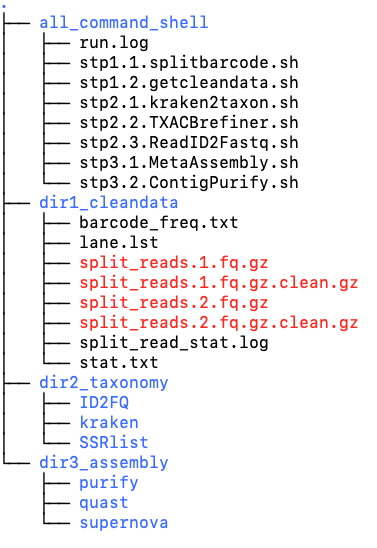 .
├── all_command_shell
│   ├── run.log
│   ├── stp1.1.splitbarcode.sh
│   ├── stp1.2.getcleandata.sh
│   ├── stp2.1.kraken2taxon.sh
│   ├── stp2.2.TXACBrefiner.sh
│   ├── stp2.3.ReadID2Fastq.sh
│   ├── stp3.1.MetaAssembly.sh
│   └── stp3.2.ContigPurify.sh
├── dir1_cleandata
│   ├── barcode_freq.txt
│   ├── lane.lst
│   ├── split_reads.1.fq.gz
│   ├── split_reads.1.fq.gz.clean.gz
│   ├── split_reads.2.fq.gz
│   ├── split_reads.2.fq.gz.clean.gz
│   ├── split_read_stat.log
│   └── stat.txt
├── dir2_taxonomy
│   ├── ID2FQ
│   ├── kraken
│   └── SSRlist
└── dir3_assembly
    ├── purify
    ├── quast
    └── supernova